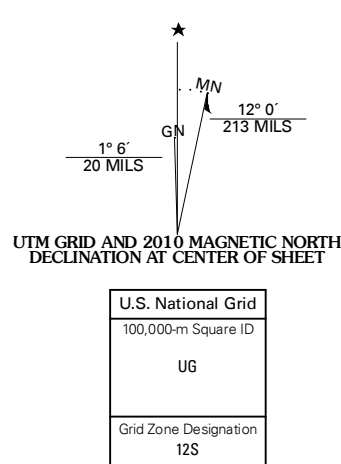 ★
MN
GN
12° 0´
213 MILS
1° 6´
20 MILS
UTM GRID AND 2010 MAGNETIC NORTH
DECLINATION AT CENTER OF SHEET
U.S. National Grid
100,000-m Square ID
UG
Grid Zone Designation
12S